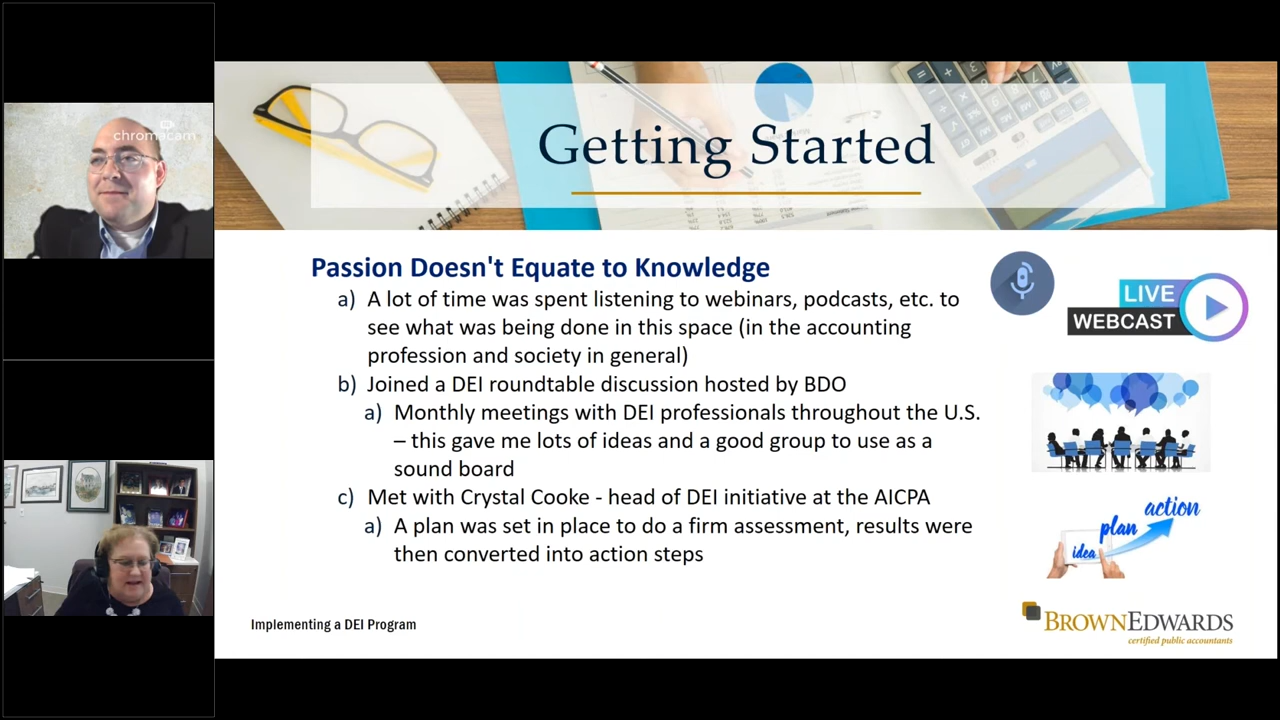 chromacam
Getting Started
Passion Doesn't Equate to Knowledge
a) A lot of time was spent listening to webinars, podcasts, etc. to
see what was being done in this space (in the accounting
profession and society in general)
b) Joined a DEI roundtable discussion hosted by BDO
a) Monthly meetings with DEI professionals throughout the U.S.
– this gave me lots of ideas and a good group to use as a
sound board
c) Met with Crystal Cooke - head of DEI initiative at the AICPA
a) A plan was set in place to do a firm assessment, results were
then converted into action steps
LIVE
WEBCAST
action
plan
idea
Implementing a DEI Program
BROWNEDWARDS
certified public accountants